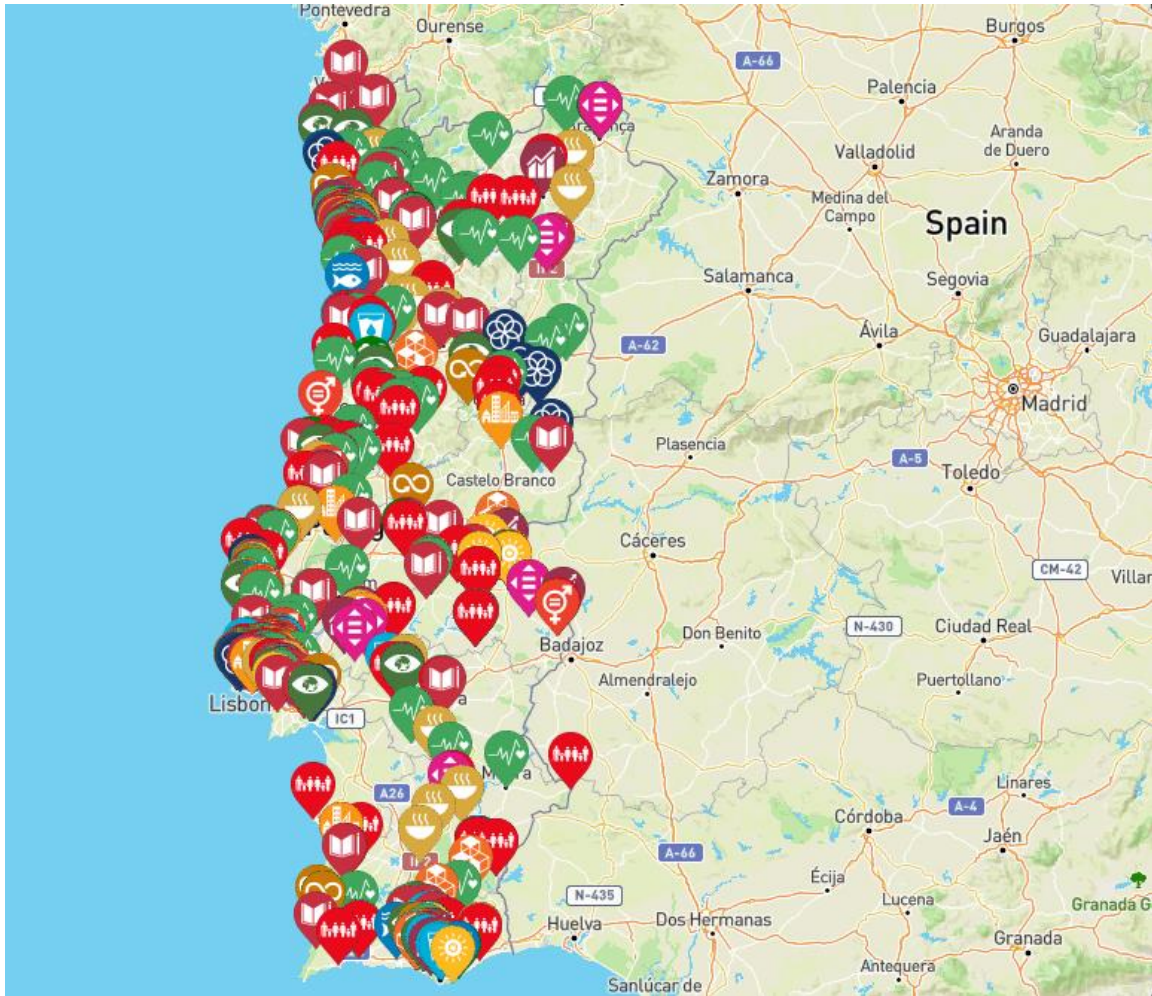 Pontevedra
Ourense
Burgos
A-66
Palencia
Aranda
de Duero
Valladolid
Zamora
Medina del
Campo
Spain
Salamanca
Segovia
Ávila
Guadalajara
A-62
Madrid
Plasencia
A-5
Toledo
Castelo Branco
Cáceres
CM-42
Villar
N-430
Ciudad Real
Don Benito
Badajoz
Almendralejo
Puertollano
Lisbon
IC1
A26
Linares
Córdoba
A-4
Jaén
A-66
IP2
Écija
N-435
Lucena
Granada G
Huelva
Dos Hermanas
Granada
Antequera
Sanlúcar de